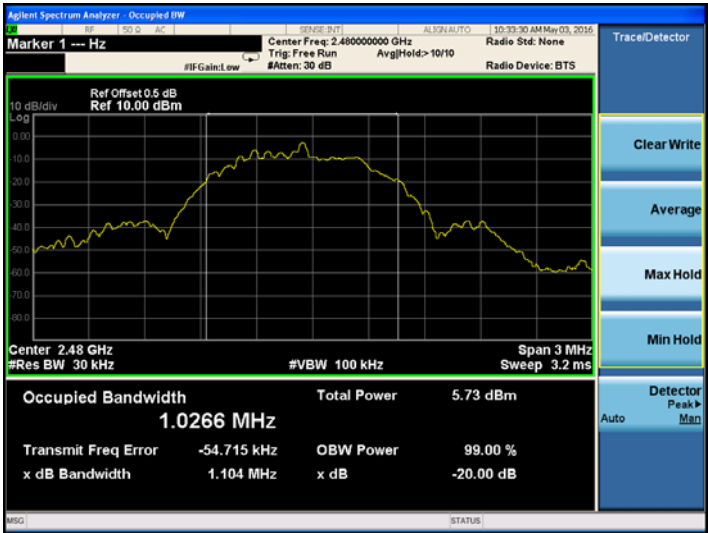 Agilent Spectrum Analyzer - Occupied BW
LXI RF 50 Ω AC SENSE:INT ALIGNAUTO 10:33:30 AM May 03, 2016
Marker 1 --- Hz
Center Freq: 2.480000000 GHz
Radio Std: None
Trig: Free Run Avg|Hold:>10/10
#IFGain:Low #Atten: 30 dB Radio Device: BTS
Trace/Detector
Ref Offset 0.5 dB
10 dB/div Ref 10.00 dBm
Log
0.00
-10.0
-20.0
-30.0
-40.0
-50.0
-60.0
-70.0
-80.0
Center 2.48 GHz Span 3 MHz
#Res BW 30 kHz #VBW 100 kHz Sweep 3.2 ms
Clear Write
Average
Max Hold
Min Hold
Detector
Peak▶
Auto Man
Occupied Bandwidth Total Power 5.73 dBm
1.0266 MHz
Transmit Freq Error -54.715 kHz OBW Power 99.00 %
x dB Bandwidth 1.104 MHz x dB -20.00 dB
MSG STATUS